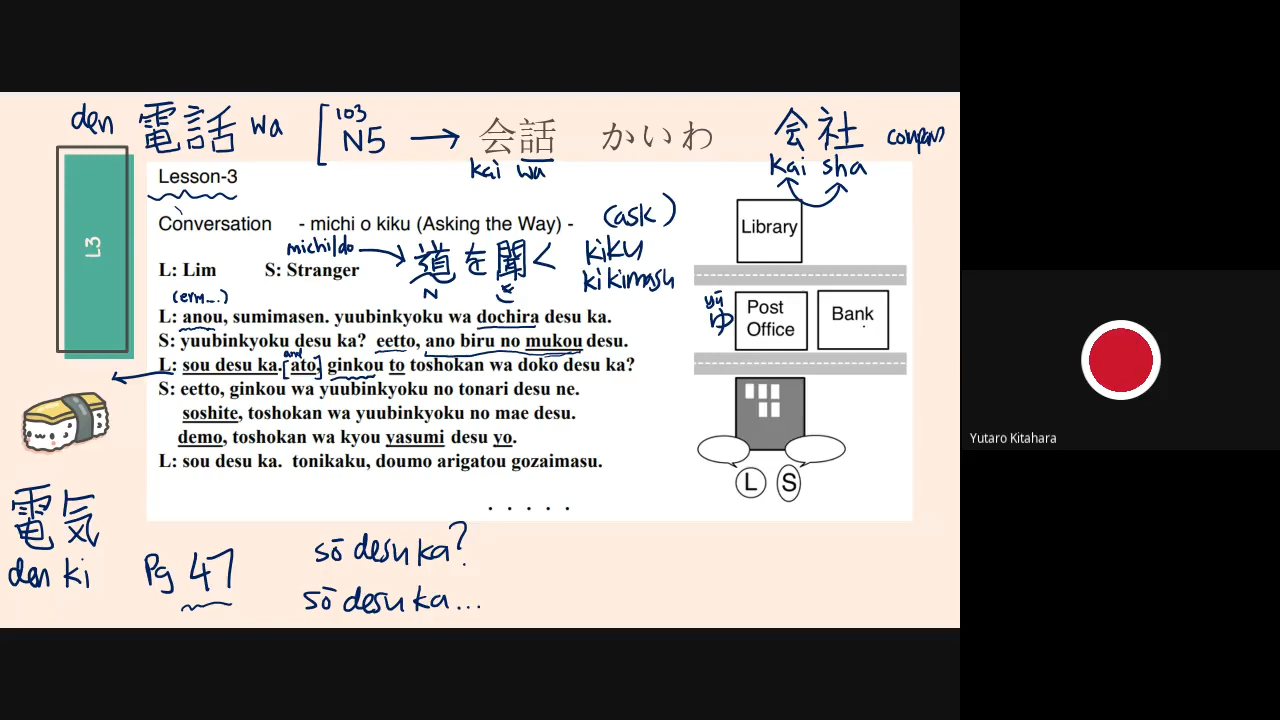 den 電話 wa [ 103 N5 → 会話 かいわ 会社 company
kai wa kai sha
L3
Lesson-3
Conversation - michi o kiku (Asking the Way) - (ask)
michi/do → 道を聞く kiku
N kikimasu
L: Lim S: Stranger
(erm...)
L: anou, sumimasen. yuubinkyoku wa dochira desu ka.
S: yuubinkyoku desu ka? eetto, ano biru no mukou desu.
and
L: sou desu ka. [ato,] ginkou to toshokan wa doko desu ka?
S: eetto, ginkou wa yuubinkyoku no tonari desu ne.
soshite, toshokan wa yuubinkyoku no mae desu.
demo, toshokan wa kyou yasumi desu yo.
L: sou desu ka. tonikaku, doumo arigatou gozaimasu.
. . . . .
Library
yū
ゆ
Post
Office
Bank
L S
電気
den ki
Pg 47
sō desu ka?
sō desu ka...
Yutaro Kitahara